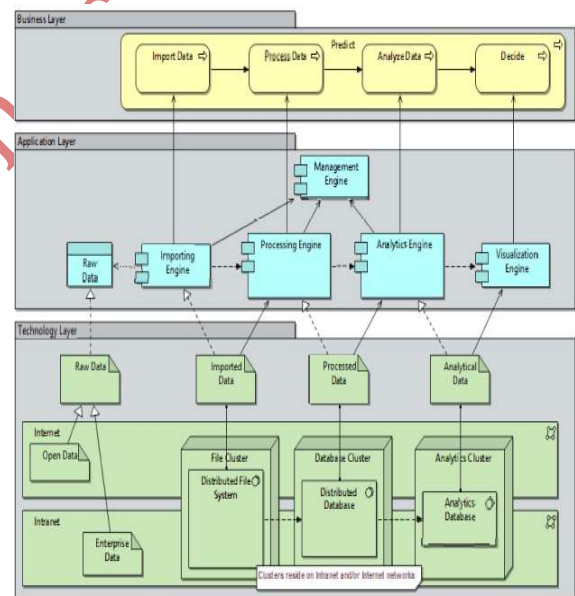 Business Layer
Predict
Import Data
Process Data
Analyze Data
Decide
Application Layer
Management
Engine
Raw
Data
Importing
Engine
Processing Engine
Analytics Engine
Visualization
Engine
Technology Layer
Raw Data
Imported
Data
Processed
Data
Analytical
Data
Internet
Open Data
File Cluster
Database Cluster
Analytics Cluster
Distributed File
System
Distributed
Database
Analytics
Database
Intranet
Enterprise
Data
Clusters reside on Intranet and/or Internet networks